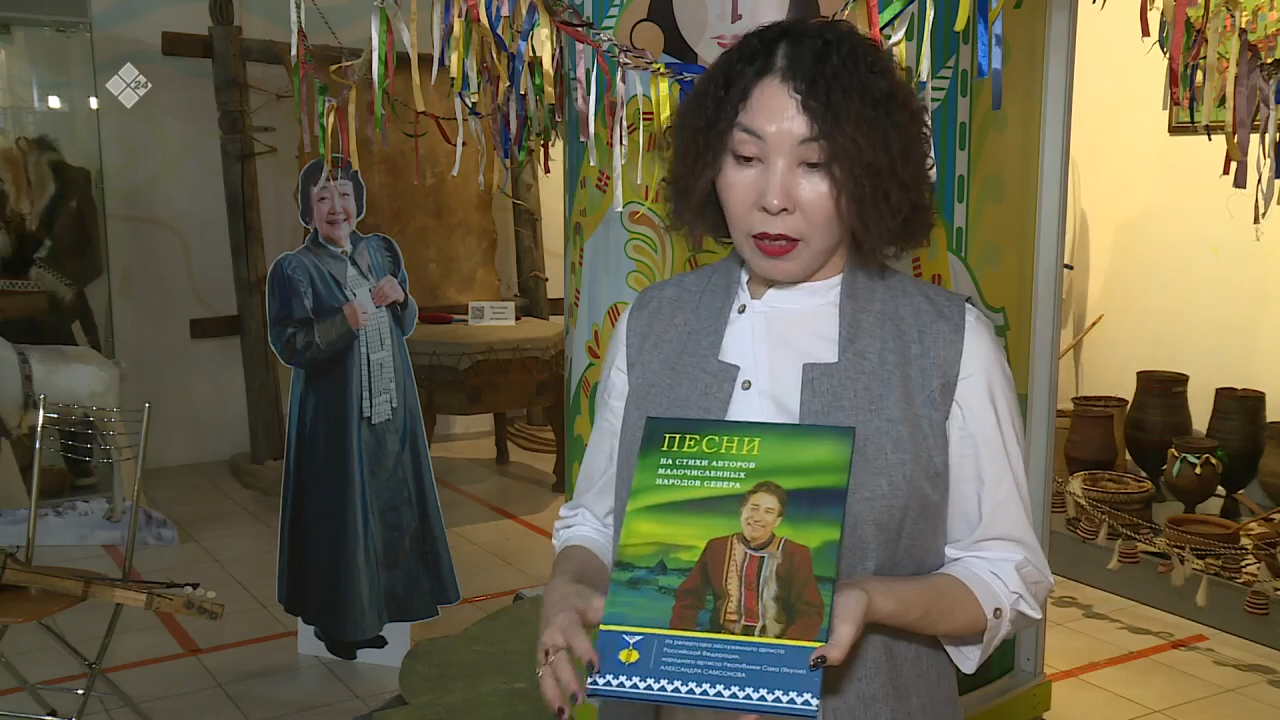 24
ПЕСНИ
НА СТИХИ АВТОРОВ
МАЛОЧИСЛЕННЫХ
НАРОДОВ СЕВЕРА
Из репертуара заслуженного артиста
Российской Федерации,
народного артиста Республики Саха (Якутия)
АЛЕКСАНДРА САМСОНОВА